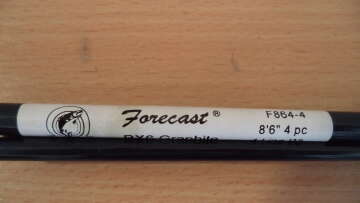 Forecast ®
F864-4
8'6" 4 pc
RX6 Graphite